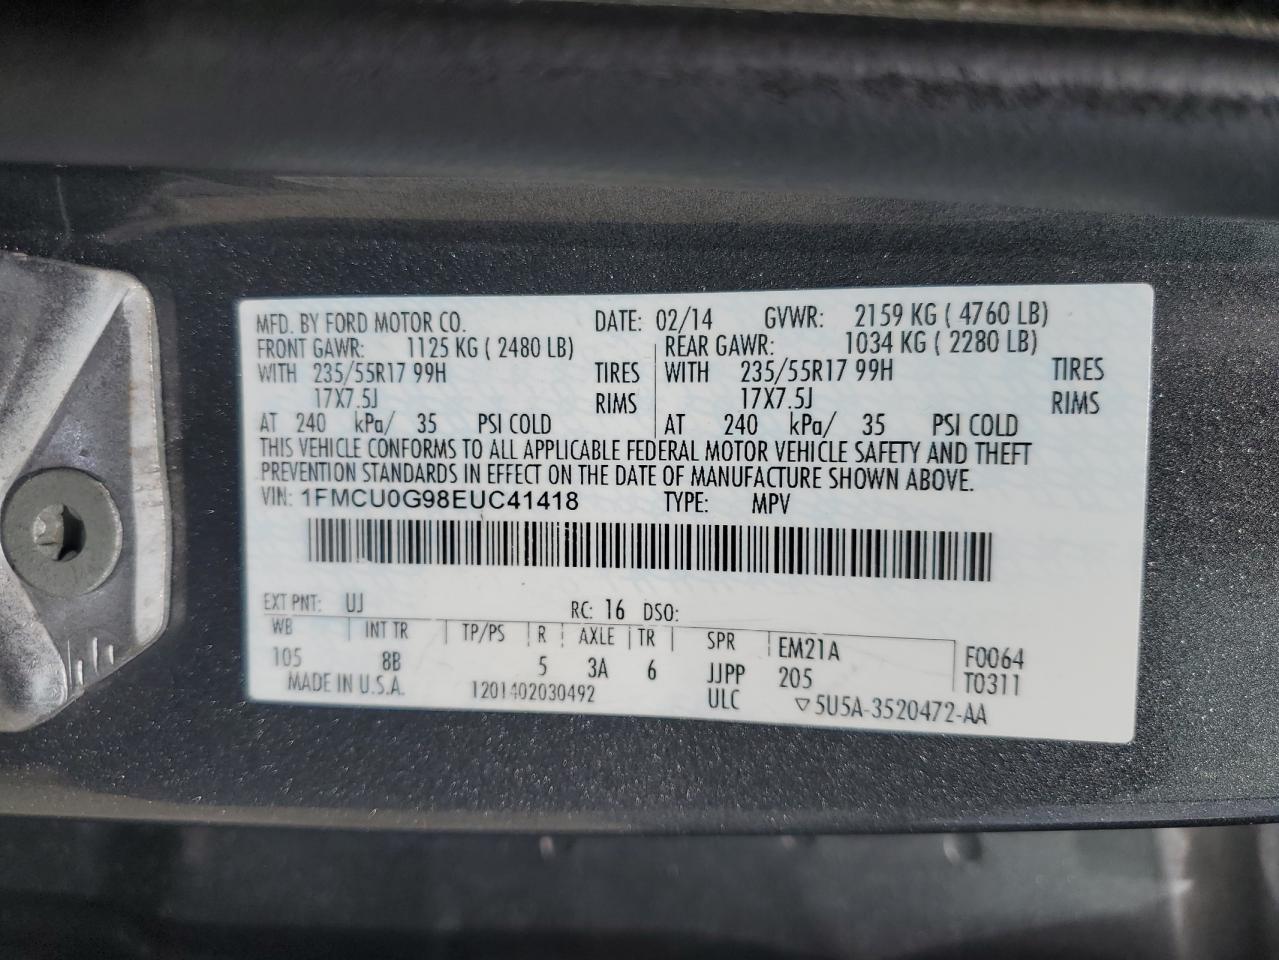 MFD. BY FORD MOTOR CO. DATE: 02/14 GVWR: 2159 KG ( 4760 LB)
FRONT GAWR: 1125 KG ( 2480 LB) REAR GAWR: 1034 KG ( 2280 LB)
WITH 235/55R17 99H TIRES WITH 235/55R17 99H TIRES
17X7.5J RIMS 17X7.5J RIMS
AT 240 kPa/ 35 PSI COLD AT 240 kPa/ 35 PSI COLD
THIS VEHICLE CONFORMS TO ALL APPLICABLE FEDERAL MOTOR VEHICLE SAFETY AND THEFT
PREVENTION STANDARDS IN EFFECT ON THE DATE OF MANUFACTURE SHOWN ABOVE.
VIN: 1FMCU0G98EUC41418 TYPE: MPV
EXT PNT: UJ RC: 16 DSO:
WB INT TR TP/PS R AXLE TR SPR EM21A F0064
105 8B 5 3A 6 JJPP 205 T0311
MADE IN U.S.A. 1201402030492 ULC ▽5U5A-3520472-AA